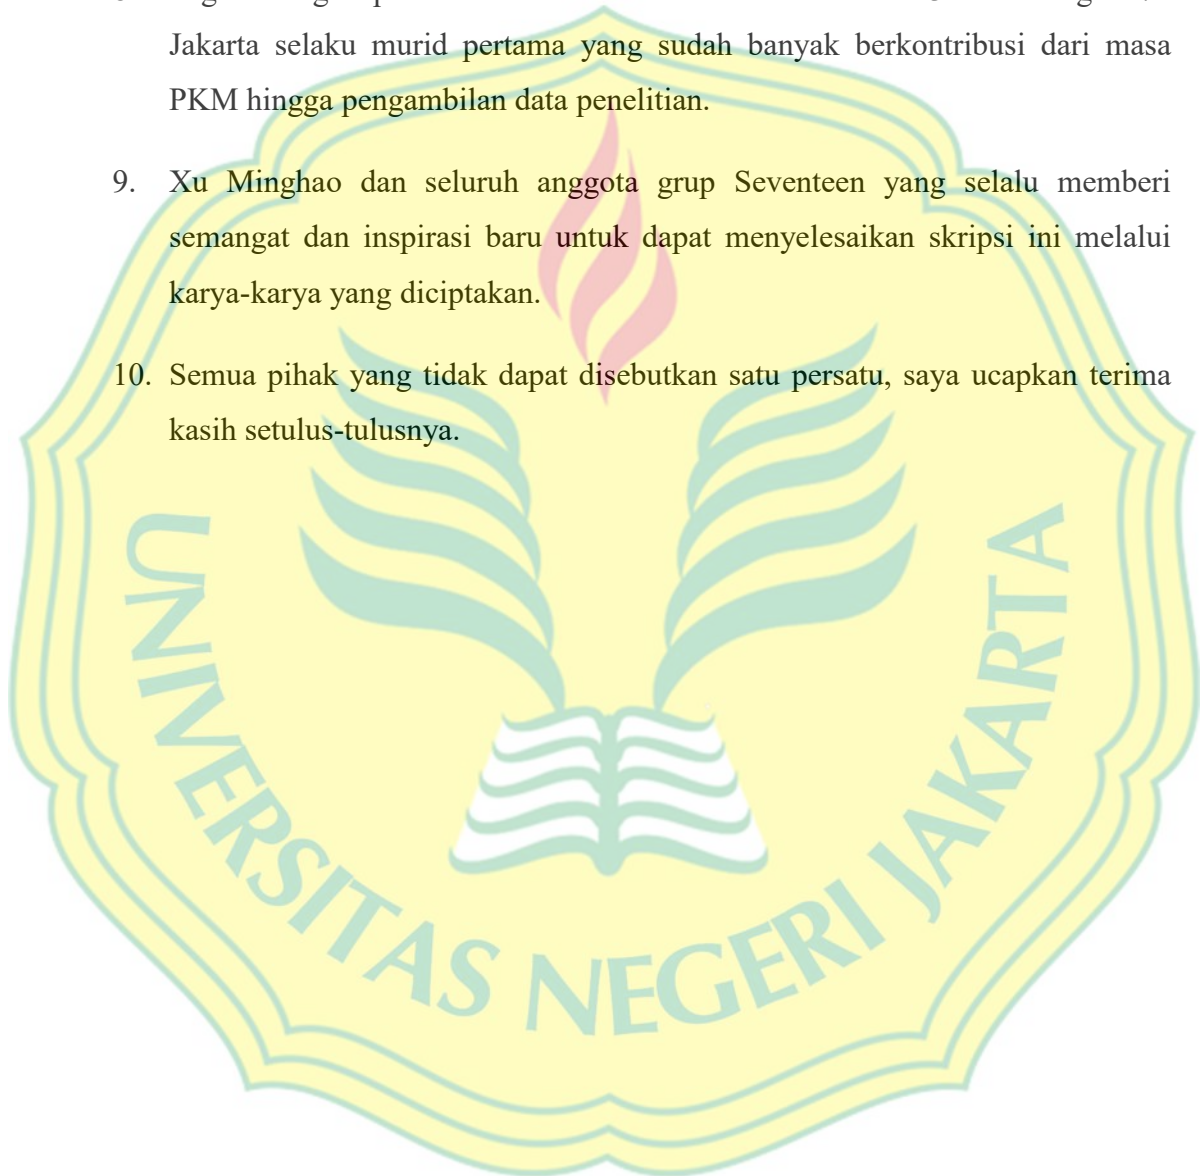 Jakarta selaku murid pertama yang sudah banyak berkontribusi dari masa
PKM hingga pengambilan data penelitian.
9. Xu Minghao dan seluruh anggota grup Seventeen yang selalu memberi
semangat dan inspirasi baru untuk dapat menyelesaikan skripsi ini melalui
karya-karya yang diciptakan.
10. Semua pihak yang tidak dapat disebutkan satu persatu, saya ucapkan terima
kasih setulus-tulusnya.
UNIVERSITAS NEGERI JAKARTA